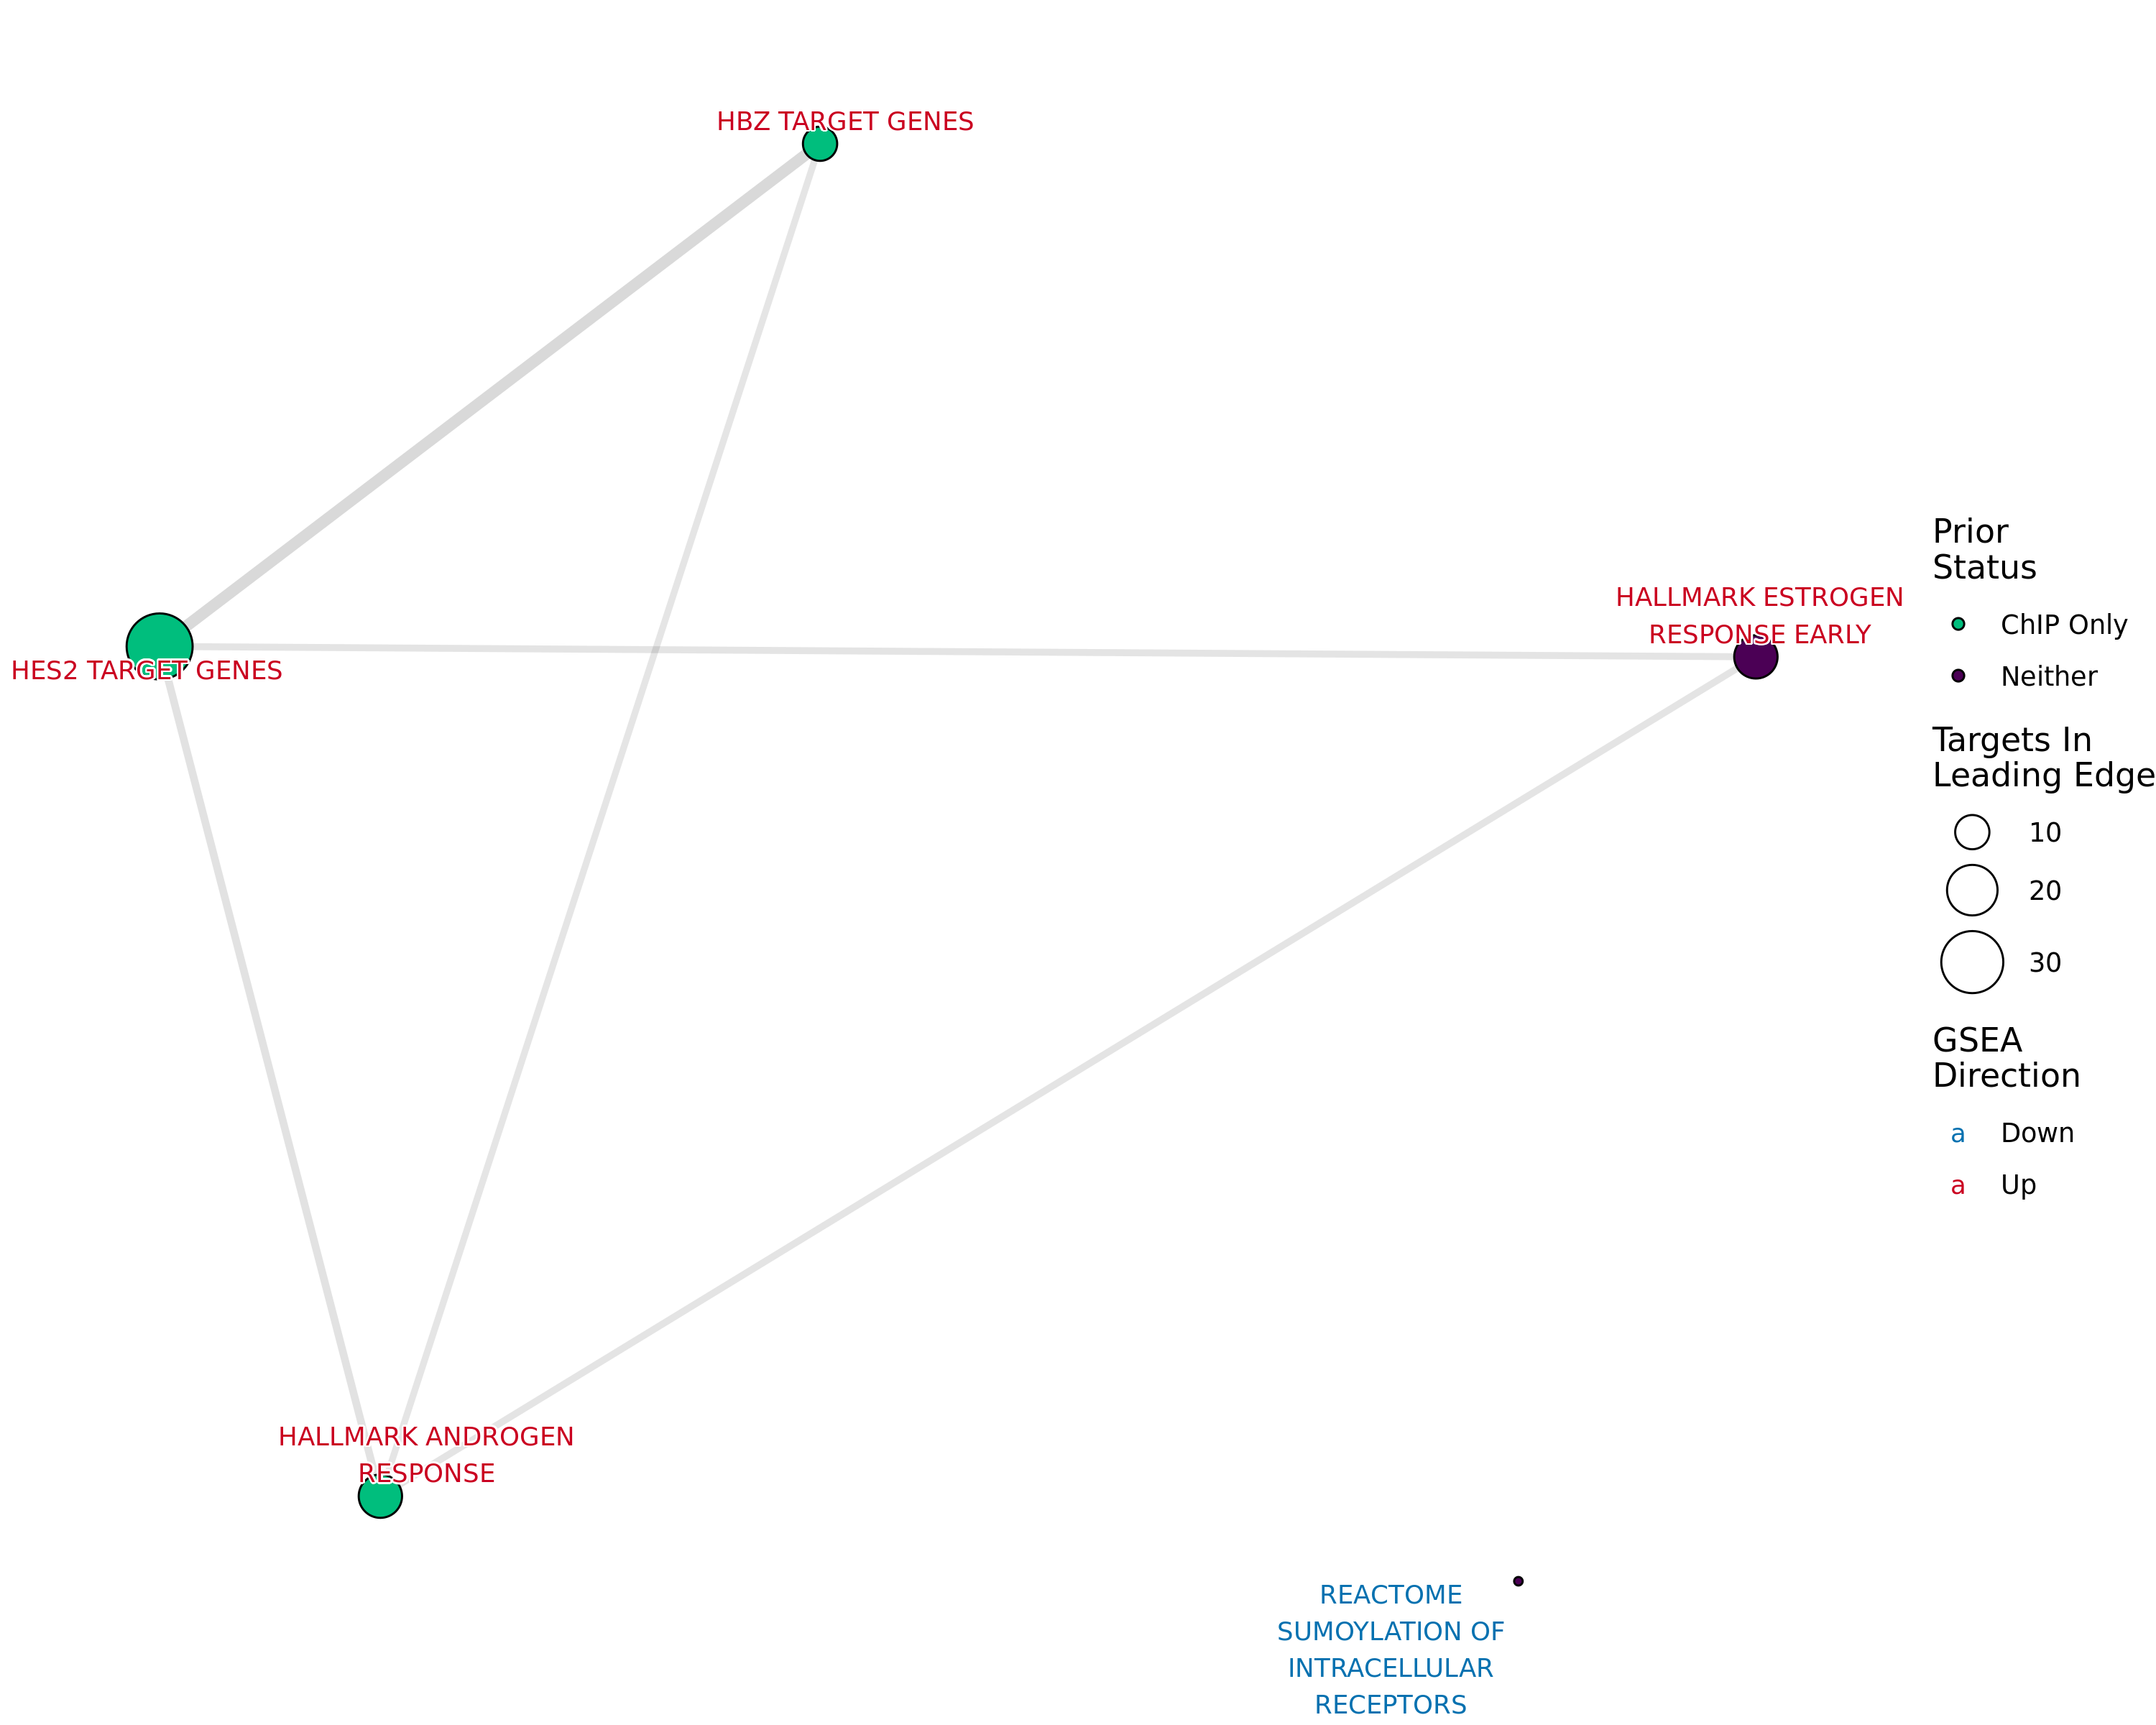 HBZ TARGET GENES
HES2 TARGET GENES
HALLMARK ESTROGEN
RESPONSE EARLY
HALLMARK ANDROGEN
RESPONSE
REACTOME
SUMOYLATION OF
INTRACELLULAR
RECEPTORS
Prior
Status
ChIP Only
Neither
Targets In
Leading Edge
10
20
30
GSEA
Direction
a Down
a Up